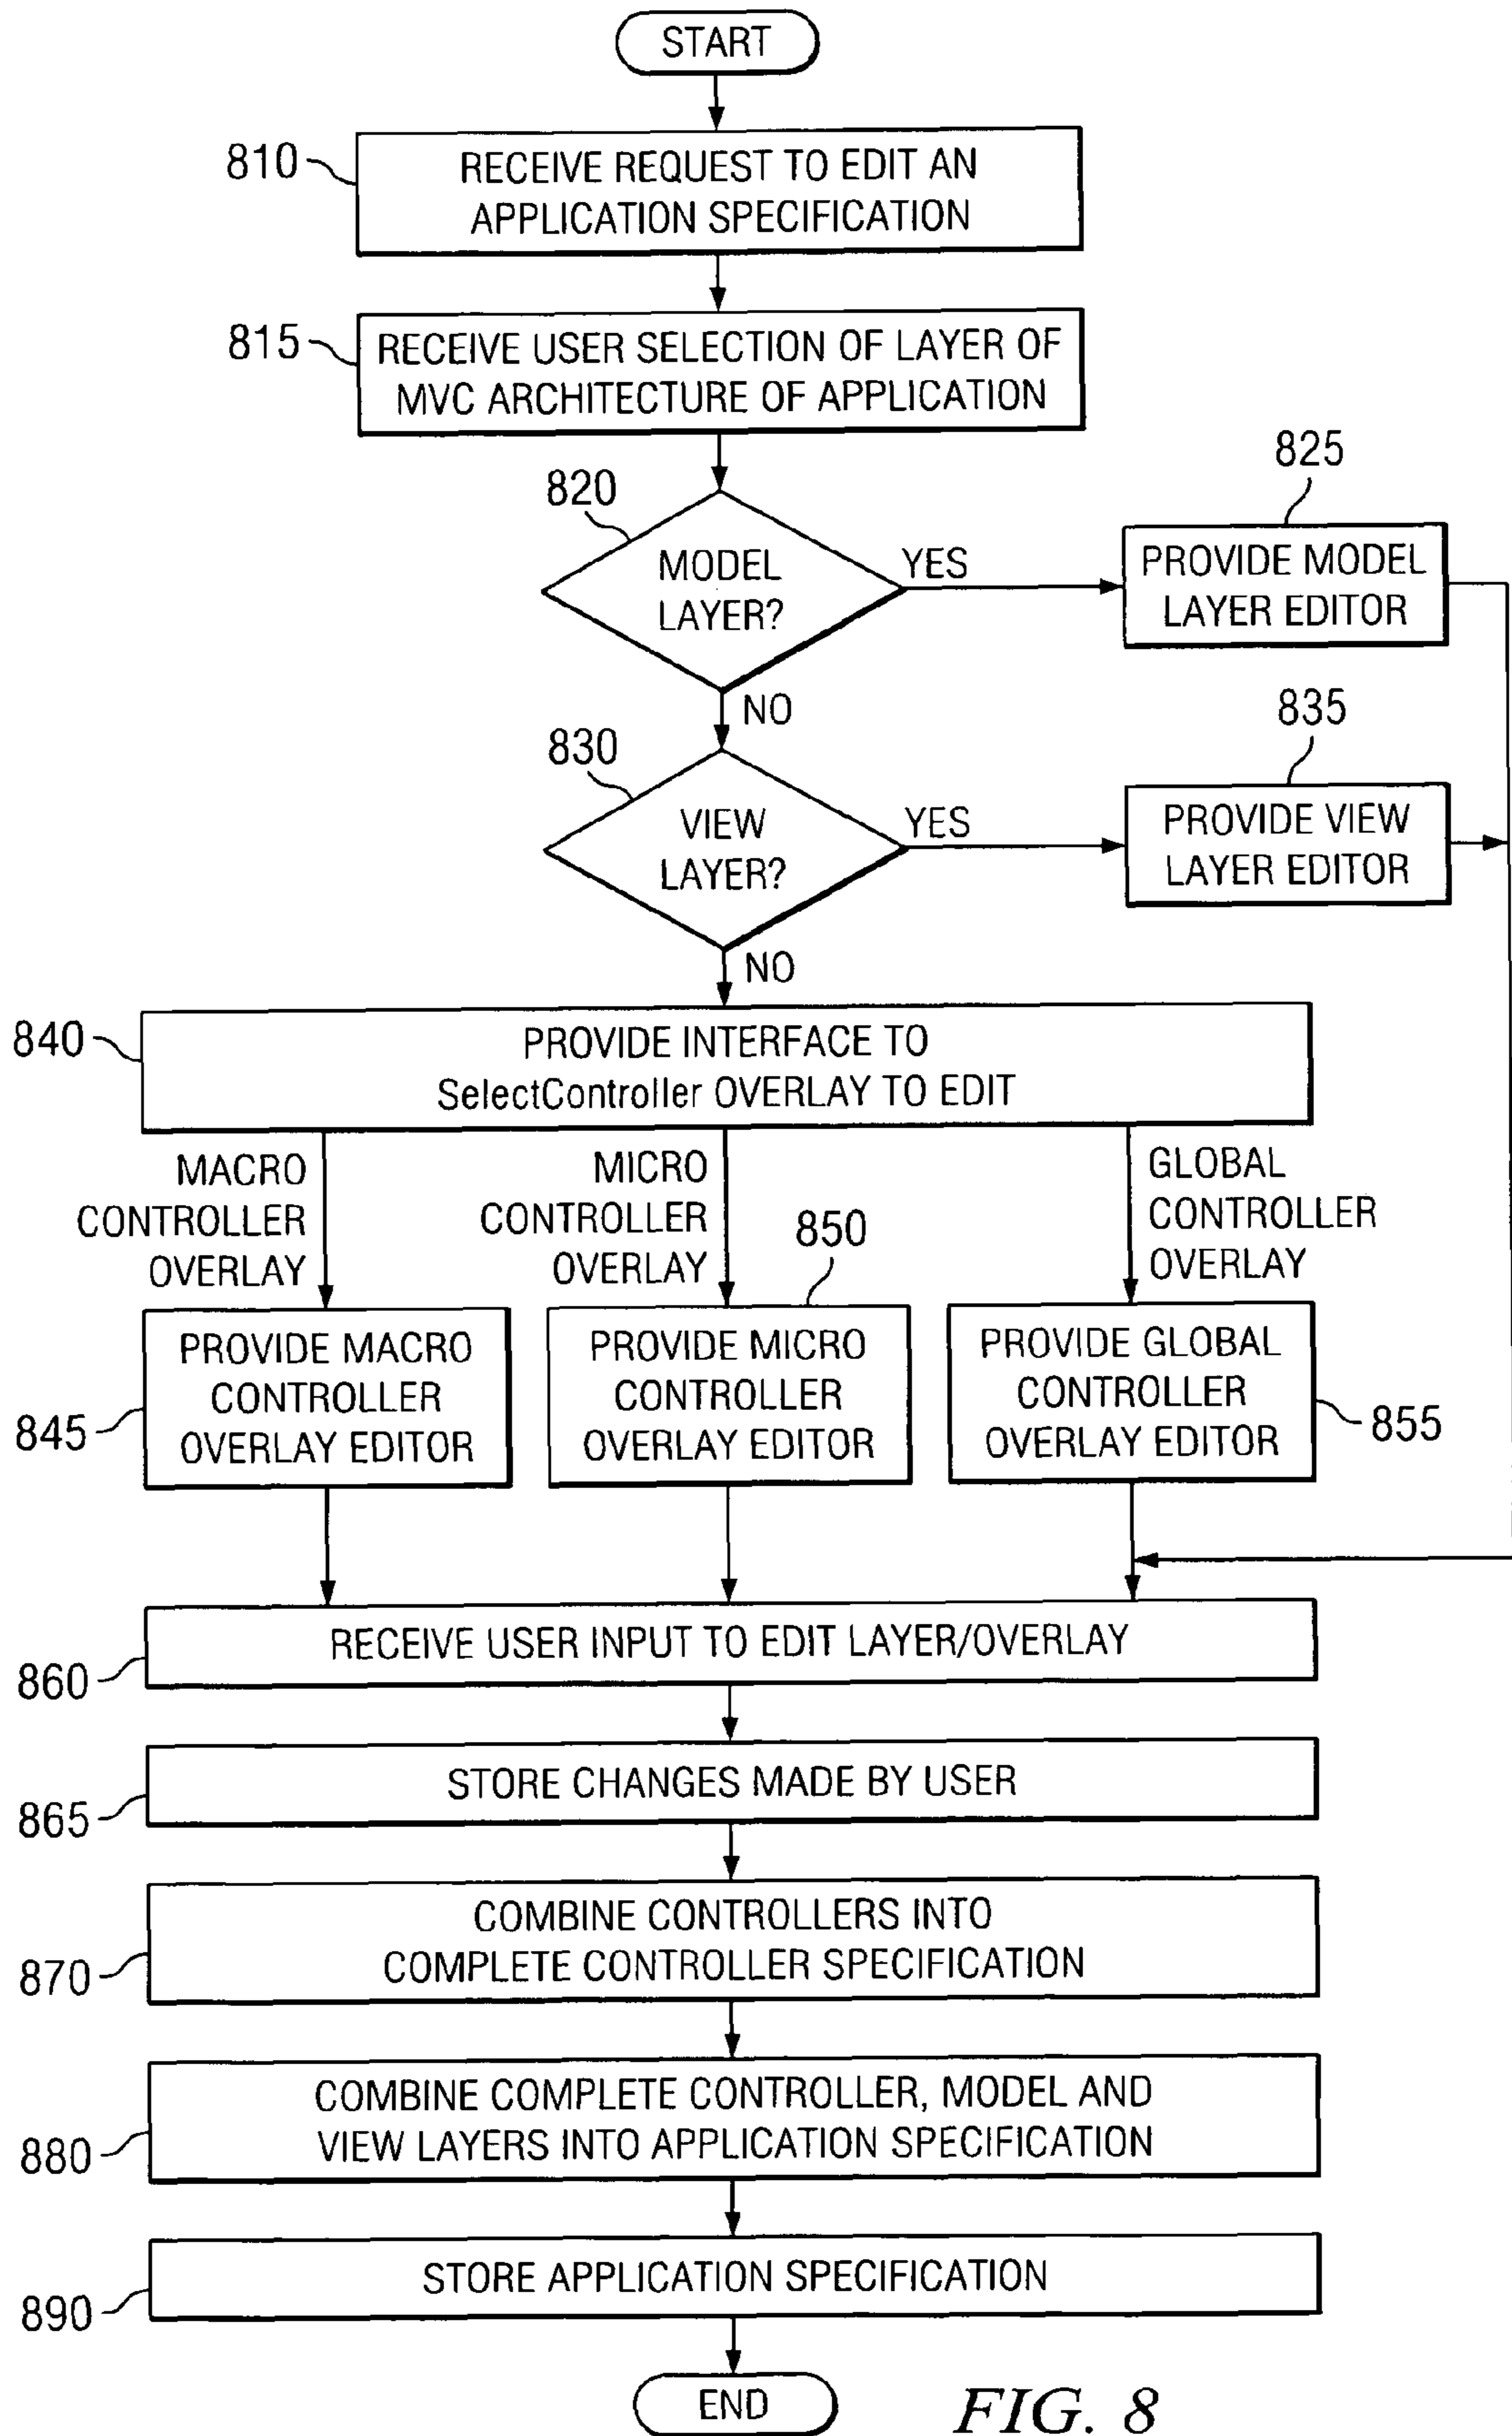 START
810
RECEIVE REQUEST TO EDIT AN
APPLICATION SPECIFICATION
815
RECEIVE USER SELECTION OF LAYER OF
MVC ARCHITECTURE OF APPLICATION
820
MODEL
LAYER?
YES
825
PROVIDE MODEL
LAYER EDITOR
NO
830
VIEW
LAYER?
YES
835
PROVIDE VIEW
LAYER EDITOR
NO
840
PROVIDE INTERFACE TO
SelectController OVERLAY TO EDIT
MACRO
CONTROLLER
OVERLAY
MICRO
CONTROLLER
OVERLAY
GLOBAL
CONTROLLER
OVERLAY
845
PROVIDE MACRO
CONTROLLER
OVERLAY EDITOR
850
PROVIDE MICRO
CONTROLLER
OVERLAY EDITOR
PROVIDE GLOBAL
CONTROLLER
OVERLAY EDITOR
855
RECEIVE USER INPUT TO EDIT LAYER/OVERLAY
860
STORE CHANGES MADE BY USER
865
COMBINE CONTROLLERS INTO
COMPLETE CONTROLLER SPECIFICATION
870
COMBINE COMPLETE CONTROLLER, MODEL AND
VIEW LAYERS INTO APPLICATION SPECIFICATION
880
STORE APPLICATION SPECIFICATION
890
END
FIG. 8